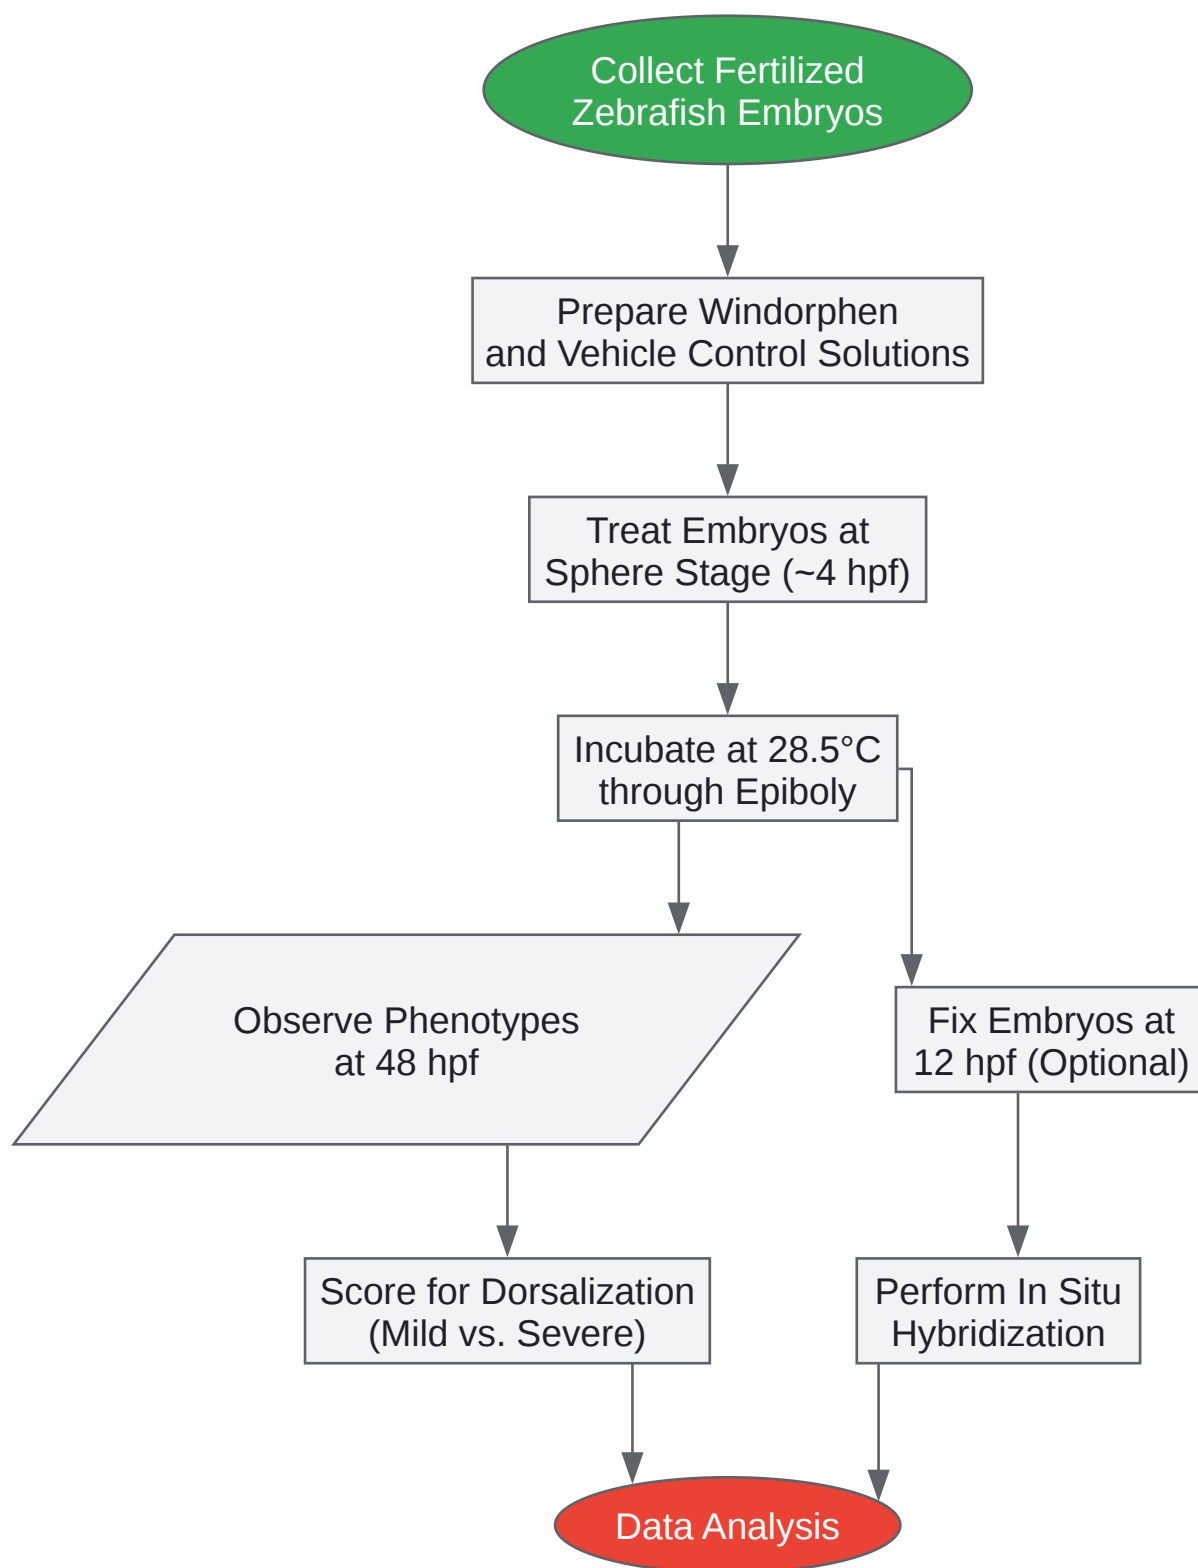 Collect Fertilized
Zebrafish Embryos
Prepare Windorphen
and Vehicle Control Solutions
Treat Embryos at
Sphere Stage (~4 hpf)
Incubate at 28.5°C
through Epiboly
Observe Phenotypes
at 48 hpf
Fix Embryos at
12 hpf (Optional)
Score for Dorsalization
(Mild vs. Severe)
Perform In Situ
Hybridization
Data Analysis